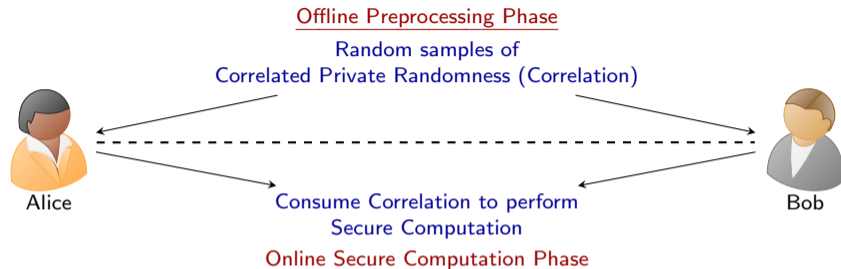 Offline Preprocessing Phase
Random samples of
Correlated Private Randomness (Correlation)
Alice
Bob
Consume Correlation to perform
Secure Computation
Online Secure Computation Phase